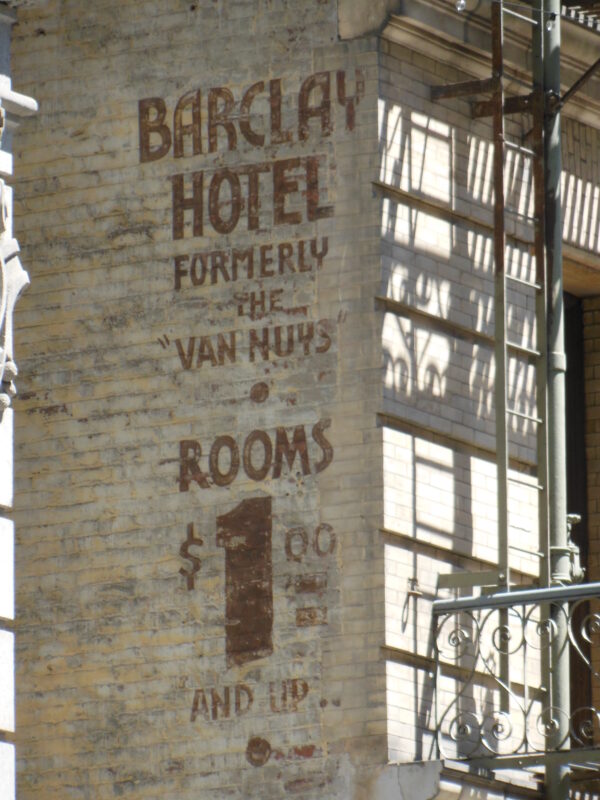 BARCLAY
HOTEL
FORMERLY
THE
"VAN NUYS"
ROOMS
$1.00
AND UP..